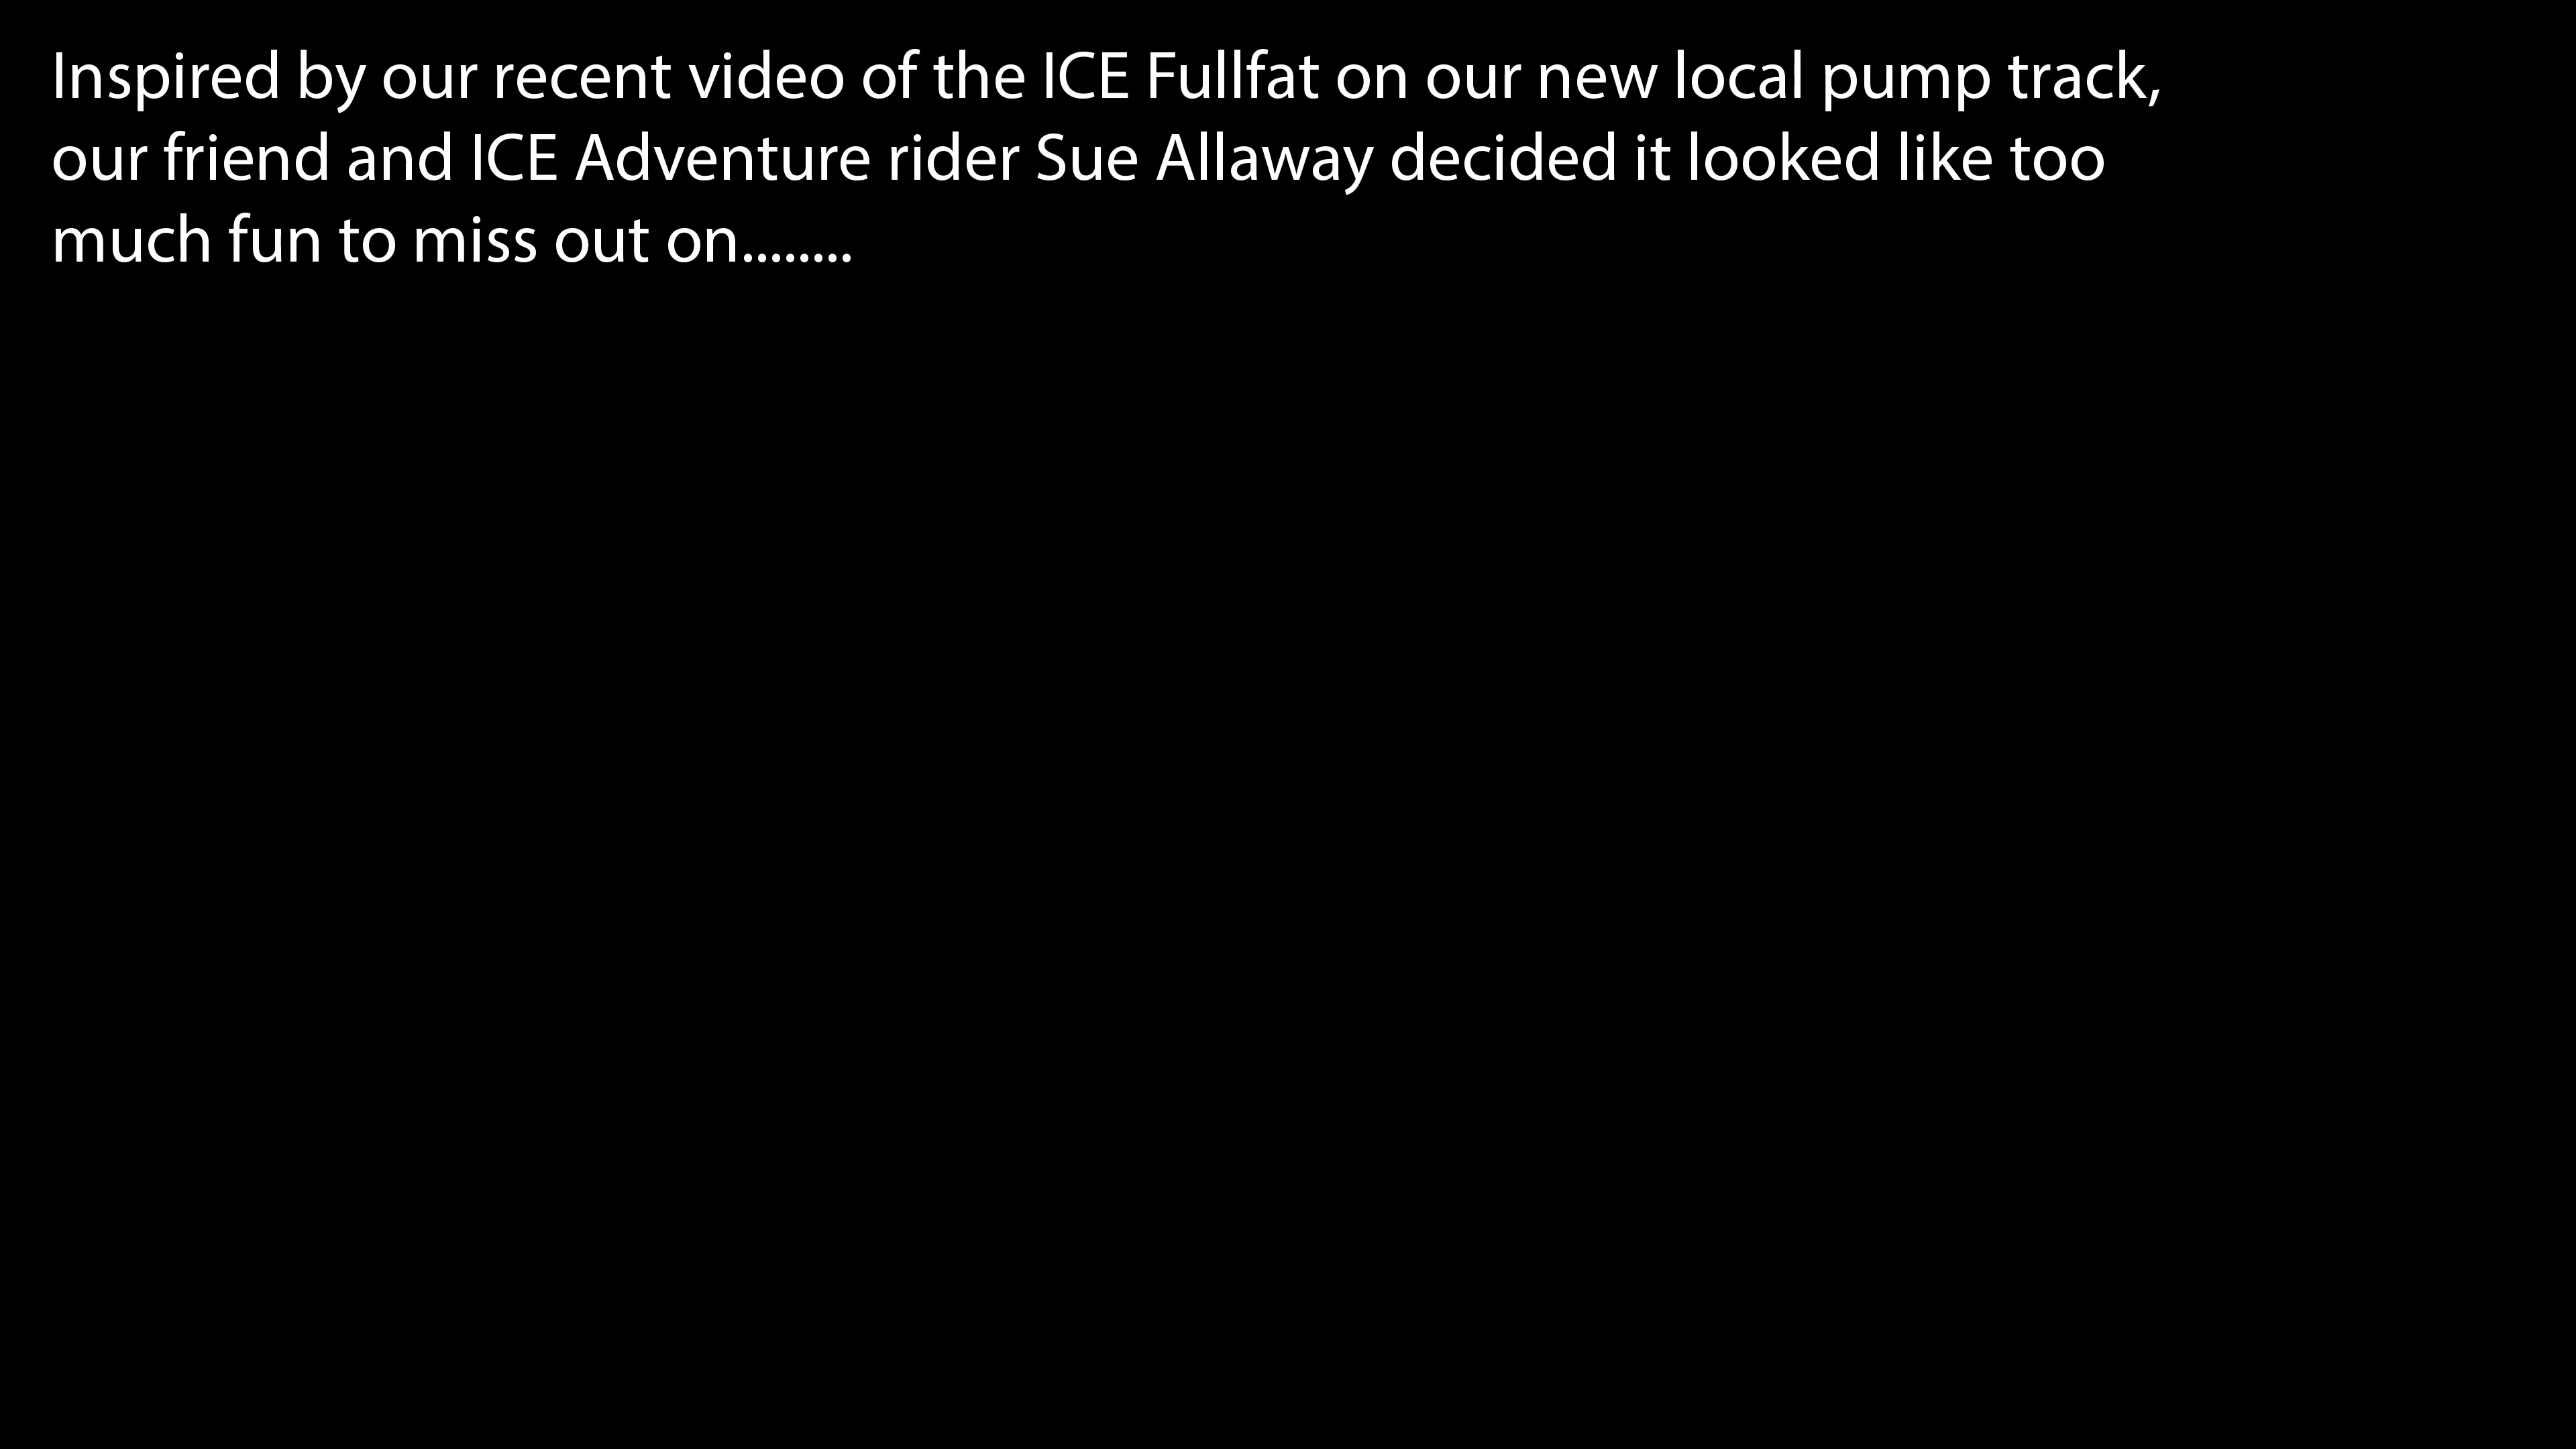 Inspired by our recent video of the ICE Fullfat on our new local pump track,
our friend and ICE Adventure rider Sue Allaway decided it looked like too
much fun to miss out on........